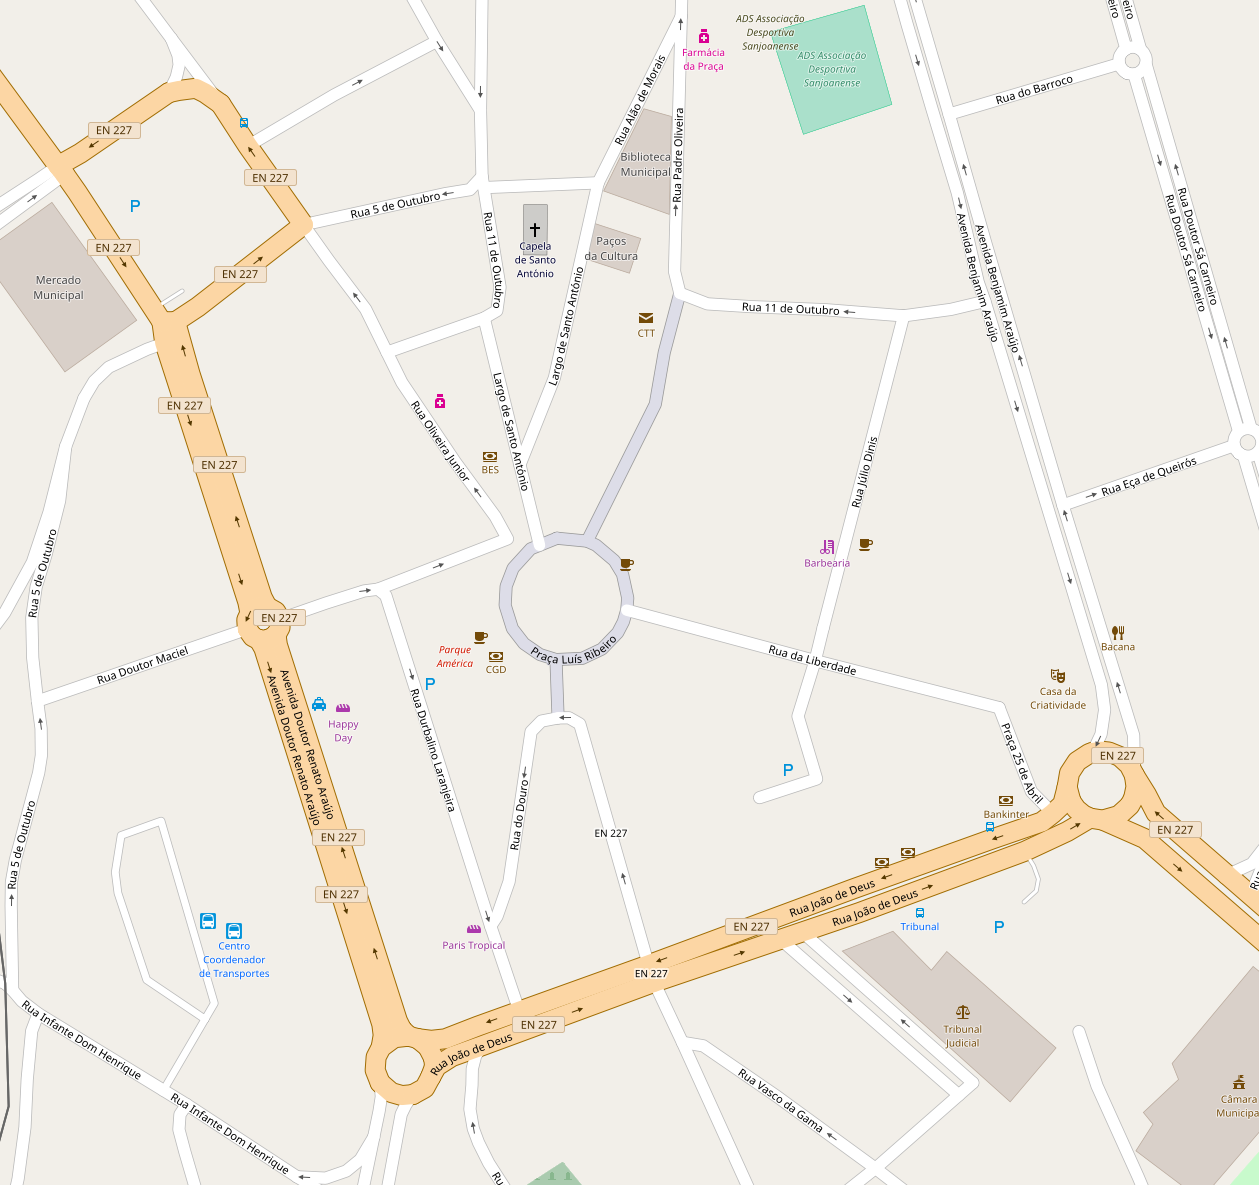 eiro
eiro
ADS Associação
Desportiva
Sanjoanense
Farmácia
da Praça
ADS Associação
Desportiva
Sanjoanense
Rua do Barroco
Rua Alão de Morais
EN 227
Biblioteca
Municipal
Rua Padre Oliveira
EN 227
P
Rua 5 de Outubro
Rua Doutor Sá Carneiro
Rua Doutor Sá Carneiro
Rua 11 de Outubro
Capela
de Santo
António
Paços
da Cultura
Avenida Benjamim Araújo
Avenida Benjamim Araújo
EN 227
EN 227
Mercado
Municipal
Largo de Santo António
CTT
Rua 11 de Outubro
EN 227
Rua Oliveira Junior
Largo de Santo António
BES
EN 227
Rua Júlio Dinis
Rua Eça de Queirós
Rua 5 de Outubro
Barbearia
EN 227
Rua Doutor Maciel
Parque
América
CGD
Praça Luís Ribeiro
Rua da Liberdade
Bacana
P
Casa da
Criatividade
Avenida Doutor Renato Araújo
Avenida Doutor Renato Araújo
Happy
Day
Rua Durbalino Laranjeira
Praça 25 de Abril
EN 227
P
Rua do Douro
Rua 5 de Outubro
EN 227
EN 227
Bankinter
EN 227
EN 227
Rua João de Deus
Rua João de Deus
Rua
EN 227
Tribunal
P
Paris Tropical
Centro
Coordenador
de Transportes
EN 227
EN 227
Rua João de Deus
Tribunal
Judicial
Rua Infante Dom Henrique
Rua Infante Dom Henrique
Rua Vasco da Gama
Câmara
Municipa
Ru